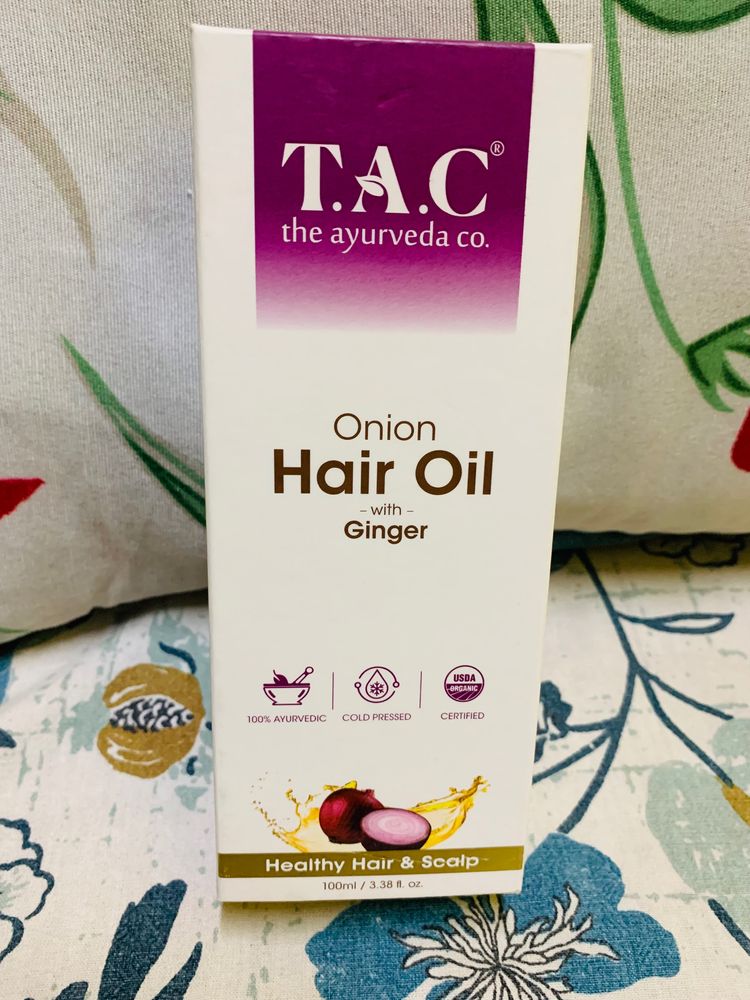 T.A.C®
the ayurveda co.
Onion
Hair Oil
- with -
Ginger
USDA
ORGANIC
100% AYURVEDIC
COLD PRESSED
CERTIFIED
Healthy Hair & Scalp
100ml / 3.38 fl. oz.